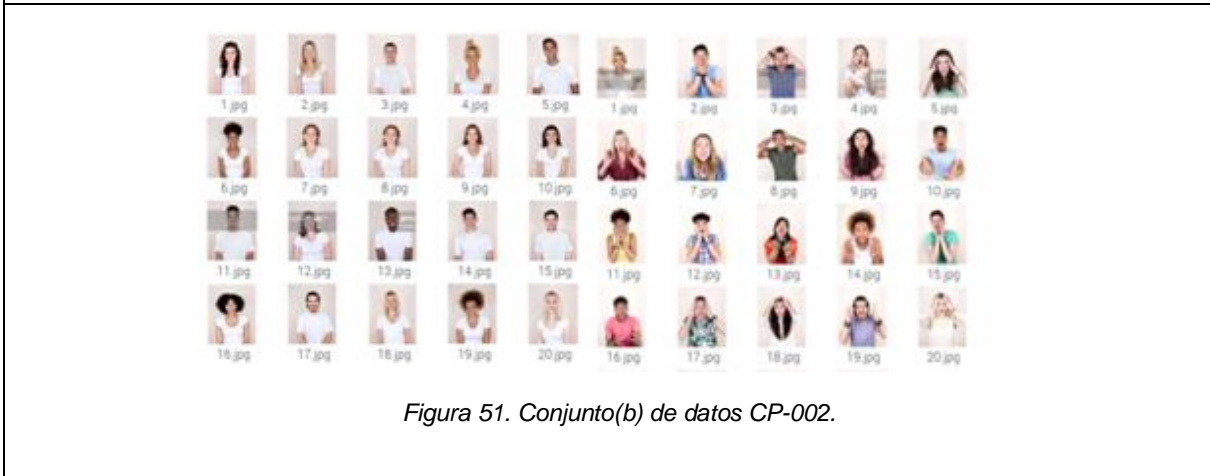 1.jpg 2.jpg 3.jpg 4.jpg 5.jpg 1.jpg 2.jpg 3.jpg 4.jpg 5.jpg
6.jpg 7.jpg 8.jpg 9.jpg 10.jpg 6.jpg 7.jpg 8.jpg 9.jpg 10.jpg
11.jpg 12.jpg 13.jpg 14.jpg 15.jpg 11.jpg 12.jpg 13.jpg 14.jpg 15.jpg
16.jpg 17.jpg 18.jpg 19.jpg 20.jpg 16.jpg 17.jpg 18.jpg 19.jpg 20.jpg
Figura 51. Conjunto(b) de datos CP-002.